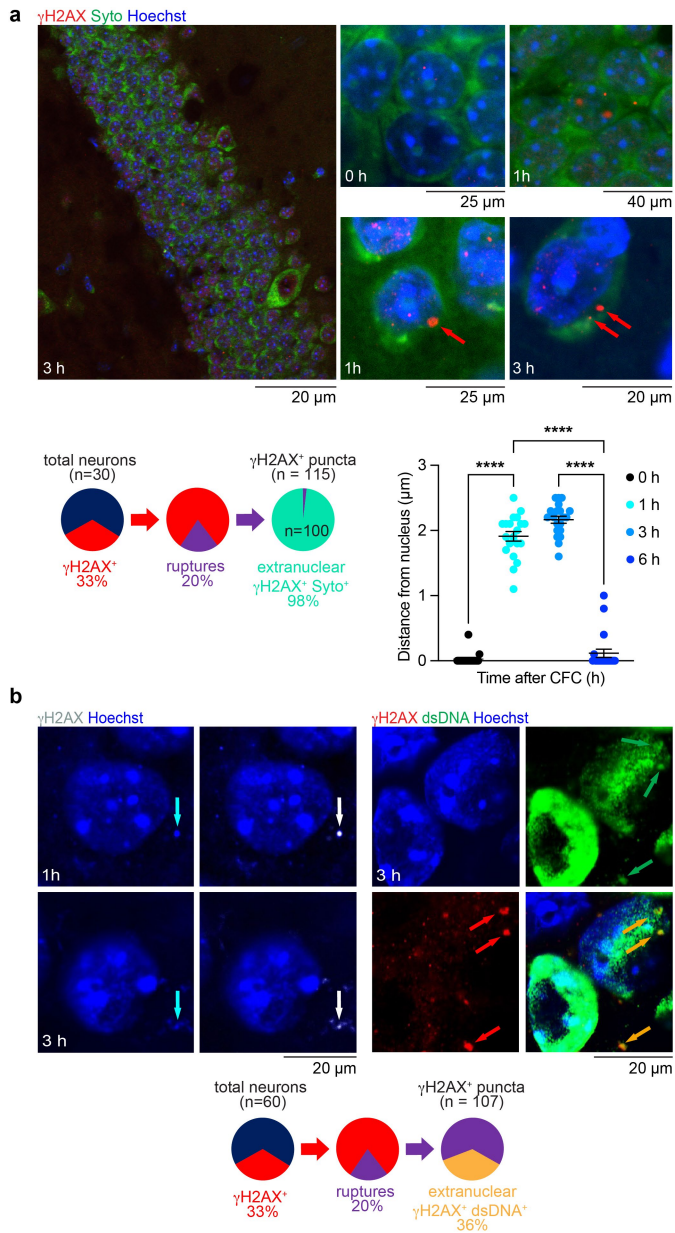 a
γH2AX Syto Hoechst
0 h
1h
25 µm
40 µm
3 h
1h
3 h
20 µm
25 µm
20 µm
total neurons
(n=30)
γH2AX⁺
33%
ruptures
20%
γH2AX⁺ puncta
(n = 115)
n=100
extranuclear
γH2AX⁺ Syto⁺
98%
****
****
****
Distance from nucleus (µm)
3
2
1
0
0 h
1 h
3 h
6 h
Time after CFC (h)
b
γH2AX Hoechst
γH2AX dsDNA Hoechst
1h
3 h
3 h
20 µm
20 µm
total neurons
(n=60)
γH2AX⁺
33%
ruptures
20%
γH2AX⁺ puncta
(n = 107)
extranuclear
γH2AX⁺ dsDNA⁺
36%